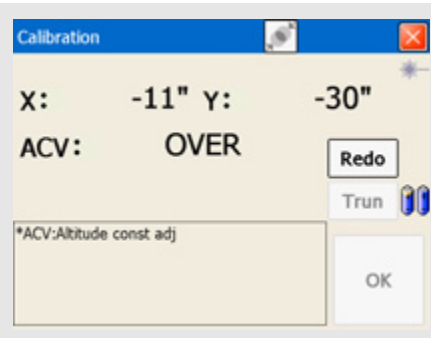 Calibration
X: -11" Y: -30"
ACV: OVER
Redo
Trun
*ACV:Altitude const adj
OK